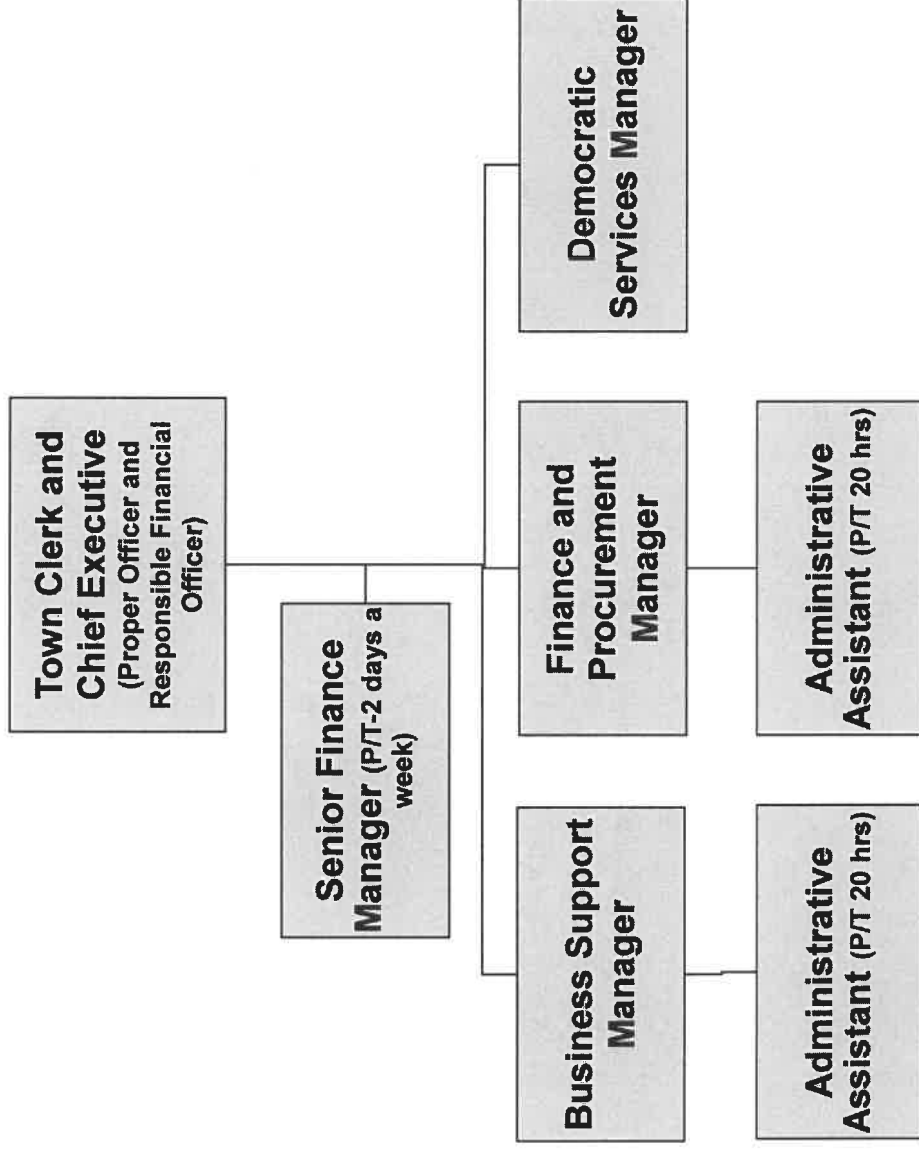 Town Clerk and
Chief Executive
(Proper Officer and
Responsible Financial
Officer)
Senior Finance
Manager (P/T-2 days a
week)
Business Support
Manager
Finance and
Procurement
Manager
Democratic
Services Manager
Administrative
Assistant (P/T 20 hrs)
Administrative
Assistant (P/T 20 hrs)